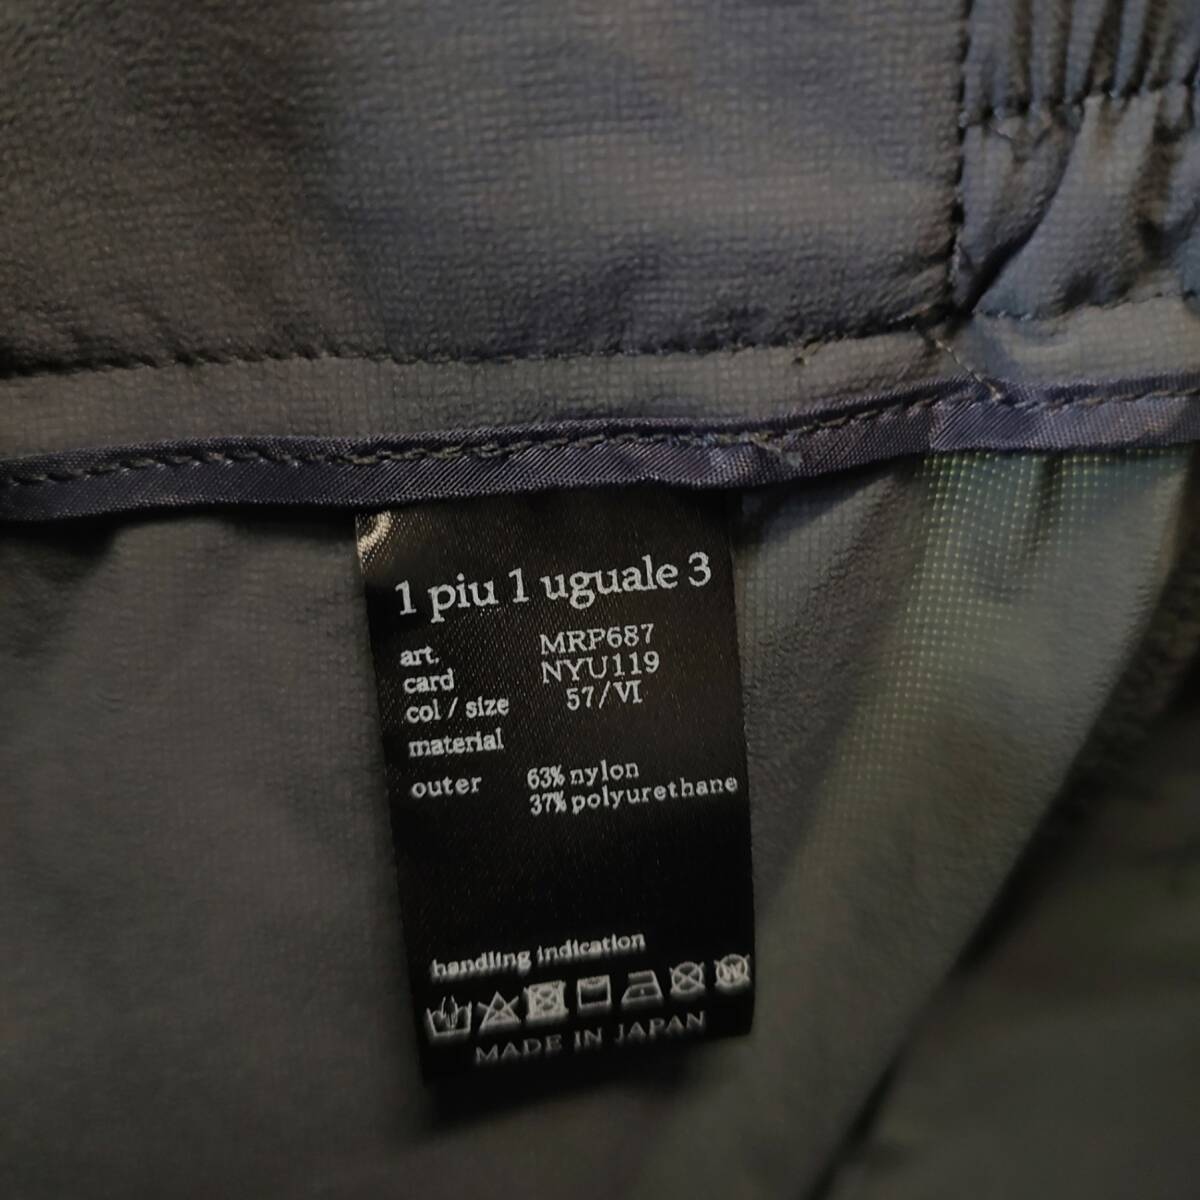 1 piu 1 uguale 3
art. MRP687
card NYU119
col / size 57/VI
material
outer 63% nylon
37% polyurethane
handling indication
W
MADE IN JAPAN